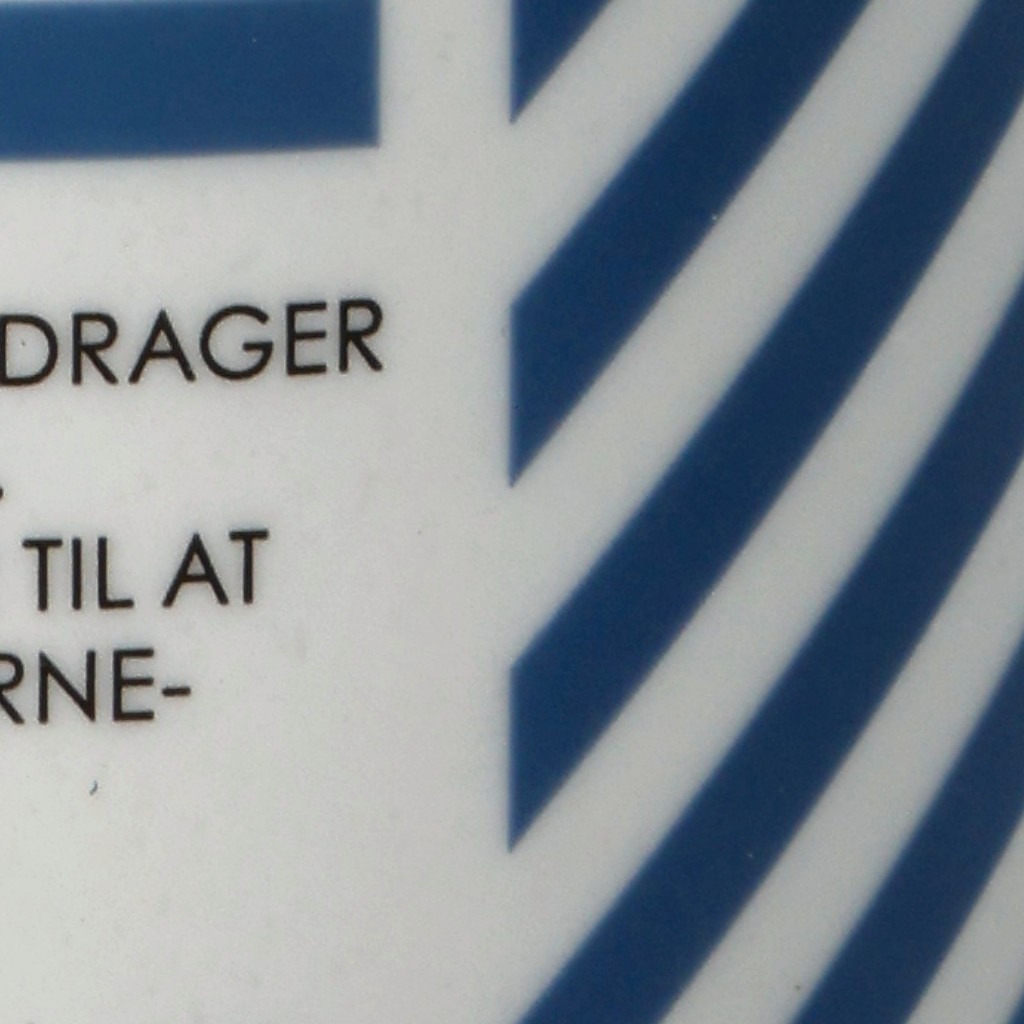 DRAGER
TIL AT
RNE-